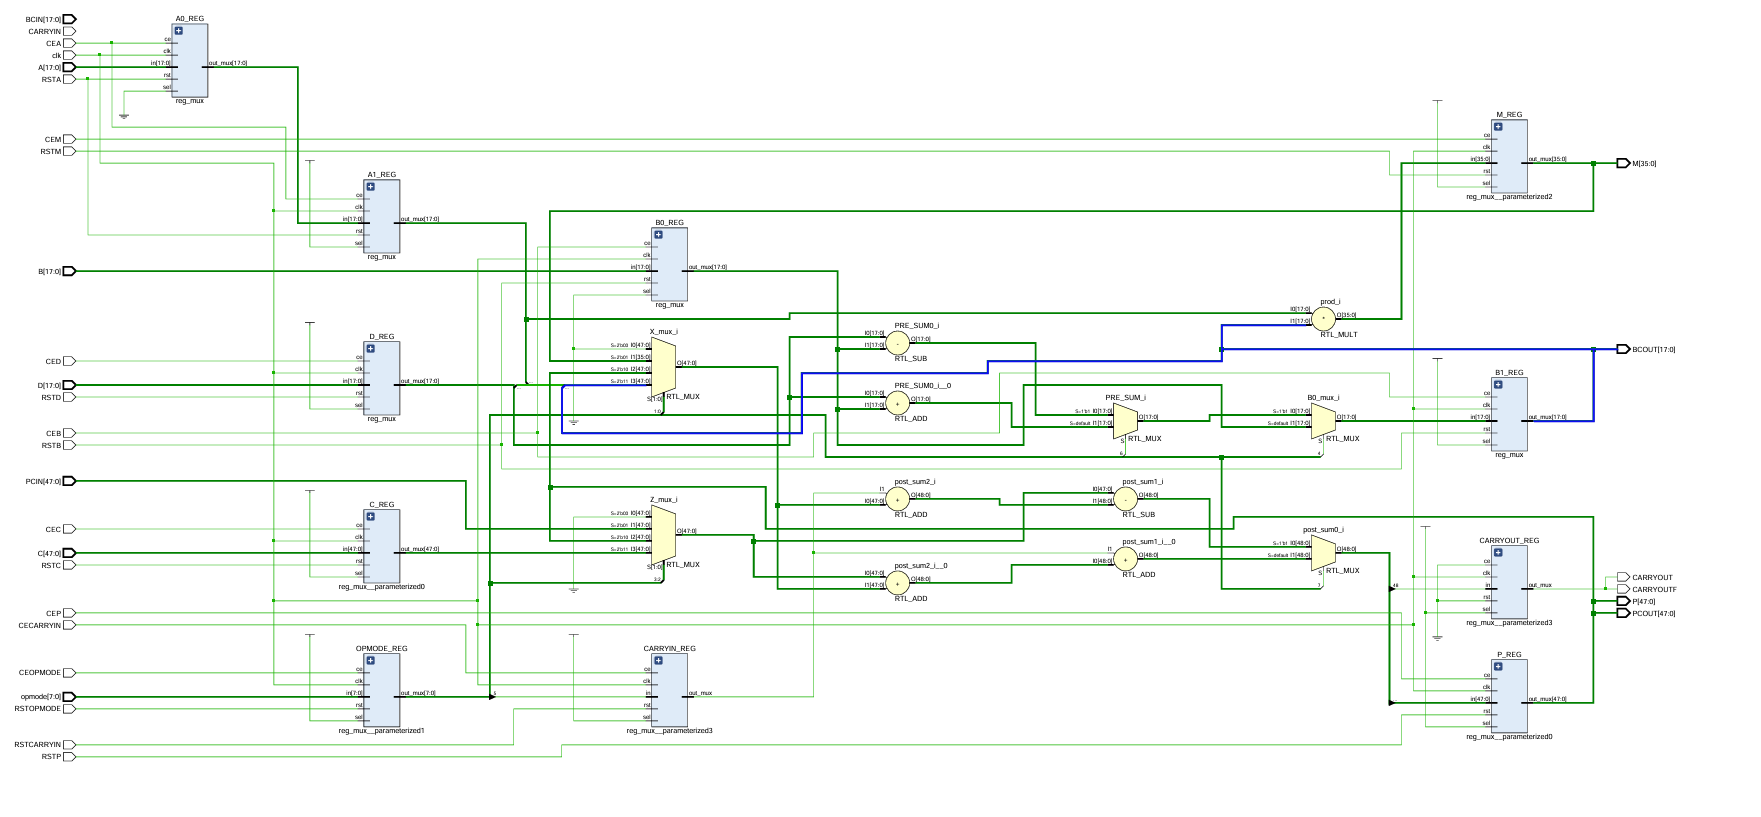 BCIN[17:0]
CARRYIN
CEA
clk
A[17:0]
RSTA
A0_REG
ce
clk
in[17:0]
rst
sel
out_mux[17:0]
reg_mux
CEM
RSTM
M_REG
ce
clk
in[35:0]
rst
sel
out_mux[35:0]
reg_mux__parameterized2
M[35:0]
A1_REG
ce
clk
in[17:0]
rst
sel
out_mux[17:0]
reg_mux
B[17:0]
B0_REG
ce
clk
in[17:0]
rst
sel
out_mux[17:0]
reg_mux
prod_i
I0[17:0]
I1[17:0]
*
O[35:0]
RTL_MULT
CED
D[17:0]
RSTD
D_REG
ce
clk
in[17:0]
rst
sel
out_mux[17:0]
reg_mux
X_mux_i
S=2'b00 I0[47:0]
S=2'b01 I1[35:0]
S=2'b10 I2[47:0]
S=2'b11 I3[47:0]
S[1:0]
1:0
O[47:0]
RTL_MUX
PRE_SUM0_i
I0[17:0]
I1[17:0]
-
O[17:0]
RTL_SUB
PRE_SUM0_i__0
I0[17:0]
I1[17:0]
+
O[17:0]
RTL_ADD
PRE_SUM_i
S=1'b1 I0[17:0]
S=default I1[17:0]
S
6
O[17:0]
RTL_MUX
B0_mux_i
S=1'b1 I0[17:0]
S=default I1[17:0]
S
4
O[17:0]
RTL_MUX
BCOUT[17:0]
B1_REG
ce
clk
in[17:0]
rst
sel
out_mux[17:0]
reg_mux
CEB
RSTB
PCIN[47:0]
CEC
C[47:0]
RSTC
C_REG
ce
clk
in[47:0]
rst
sel
out_mux[47:0]
reg_mux__parameterized0
Z_mux_i
S=2'b00 I0[47:0]
S=2'b01 I1[47:0]
S=2'b10 I2[47:0]
S=2'b11 I3[47:0]
S[1:0]
3:2
O[47:0]
RTL_MUX
post_sum2_i
I1
I0[47:0]
+
O[48:0]
RTL_ADD
post_sum2_i__0
I0[47:0]
I1[47:0]
+
O[48:0]
RTL_ADD
post_sum1_i
I0[47:0]
I1[48:0]
-
O[48:0]
RTL_SUB
post_sum1_i__0
I1
I0[48:0]
+
O[48:0]
RTL_ADD
post_sum0_i
S=1'b1 I0[48:0]
S=default I1[48:0]
S
7
O[48:0]
RTL_MUX
48
CARRYOUT_REG
ce
clk
in
rst
sel
out_mux
reg_mux__parameterized3
CARRYOUT
CARRYOUTF
P[47:0]
PCOUT[47:0]
CEP
CECARRYIN
CEOPMODE
opmode[7:0]
RSTOPMODE
RSTCARRYIN
RSTP
OPMODE_REG
ce
clk
in[7:0]
rst
sel
out_mux[7:0]
reg_mux__parameterized1
5
CARRYIN_REG
ce
clk
in
rst
sel
out_mux
reg_mux__parameterized3
P_REG
ce
clk
in[47:0]
rst
sel
out_mux[47:0]
reg_mux__parameterized0